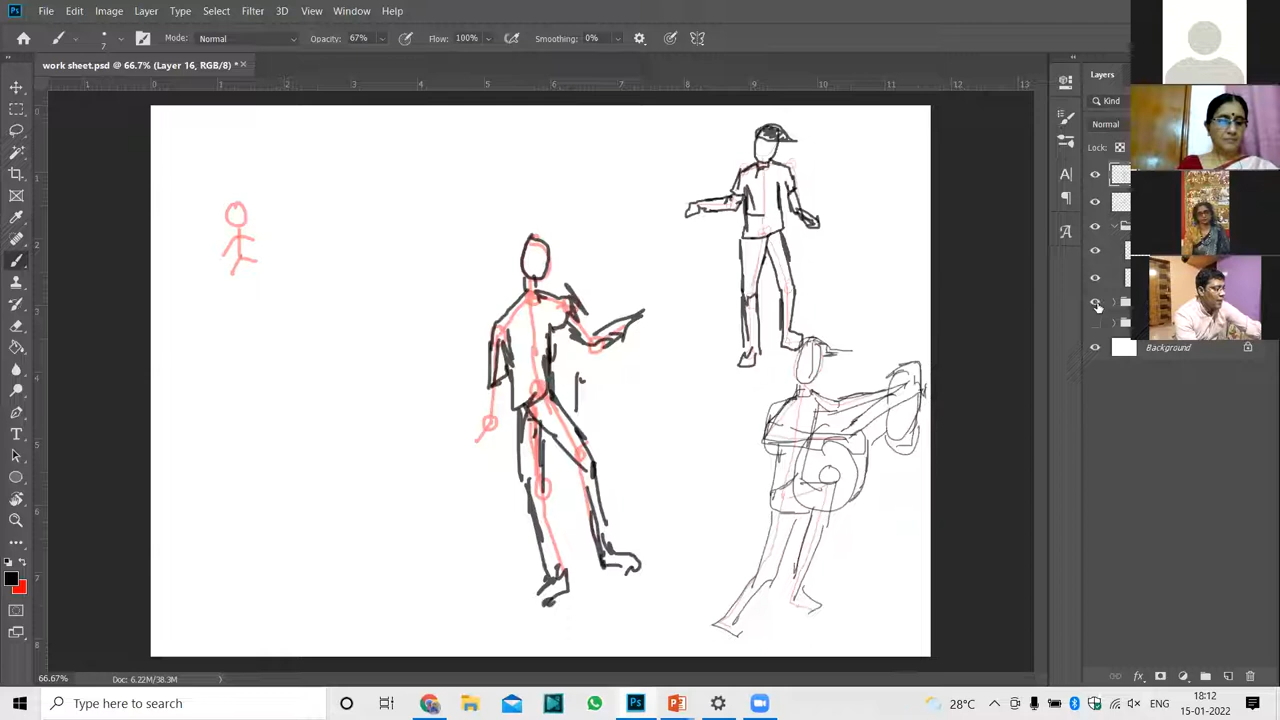 File Edit Image Layer Type Select Filter 3D View Window Help
Mode: Normal Opacity: 67% Flow: 100% Smoothing: 0%
work sheet.psd @ 66.7% (Layer 16, RGB/8) *
Layers
Kind
Normal
Lock:
Background
66.67% Doc: 6.22M/13.3M
Type here to search
28°C
ENG
18:12
15-01-2022